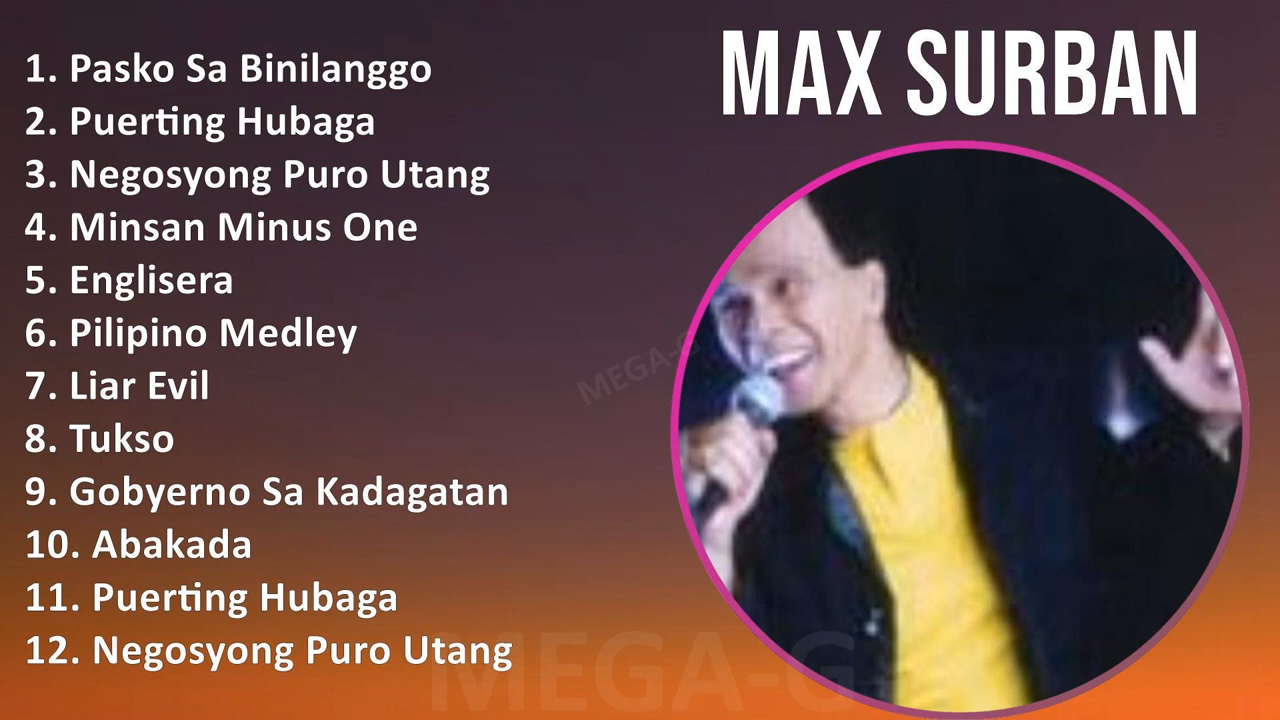 MAX SURBAN
1. Pasko Sa Binilanggo
2. Puerting Hubaga
3. Negosyong Puro Utang
4. Minsan Minus One
5. Englisera
6. Pilipino Medley
7. Liar Evil
8. Tukso
9. Gobyerno Sa Kadagatan
10. Abakada
11. Puerting Hubaga
12. Negosyong Puro Utang
MEGA-G
MEGA-G